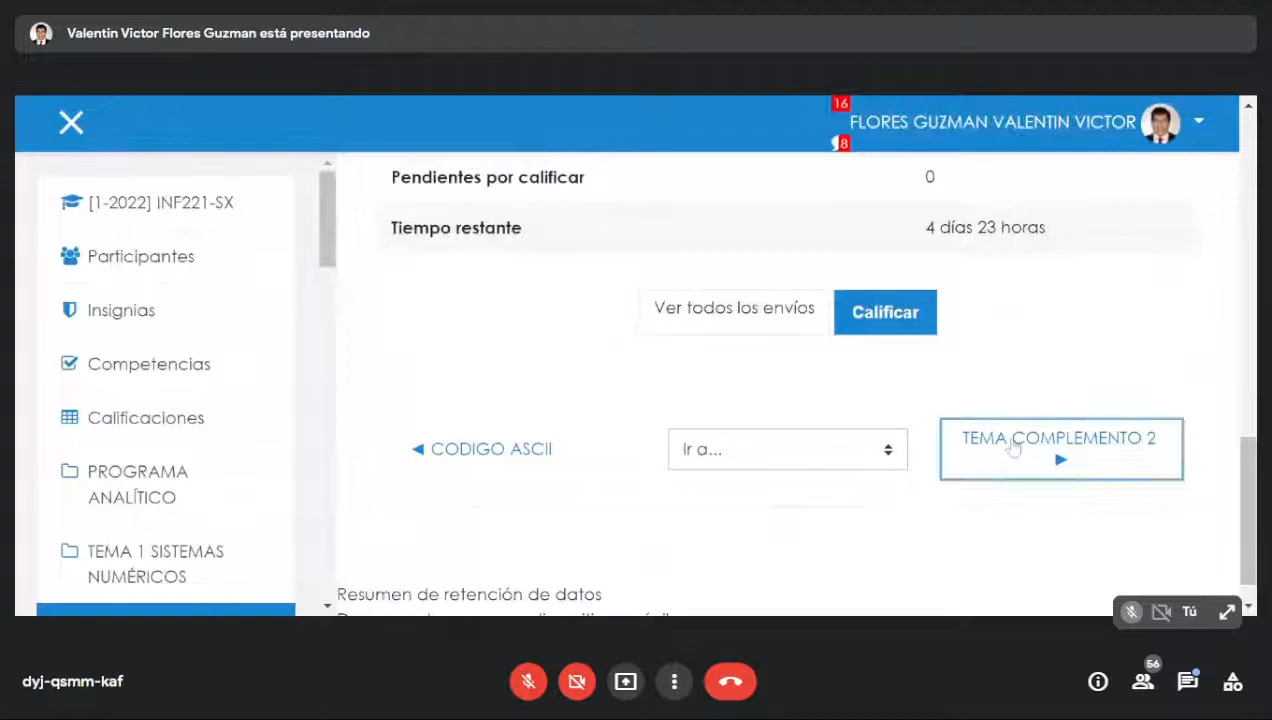 Valentin Victor Flores Guzman está presentando
16
FLORES GUZMAN VALENTIN VICTOR
8
[1-2022] INF221-SX
Participantes
Insignias
Competencias
Calificaciones
PROGRAMA
ANALÍTICO
TEMA 1 SISTEMAS
NUMÉRICOS
Pendientes por calificar 0
Tiempo restante 4 días 23 horas
Ver todos los envíos Calificar
◄ CODIGO ASCII Ir a... TEMA COMPLEMENTO 2
►
Resumen de retención de datos
Tú
dyj-qsmm-kaf
56